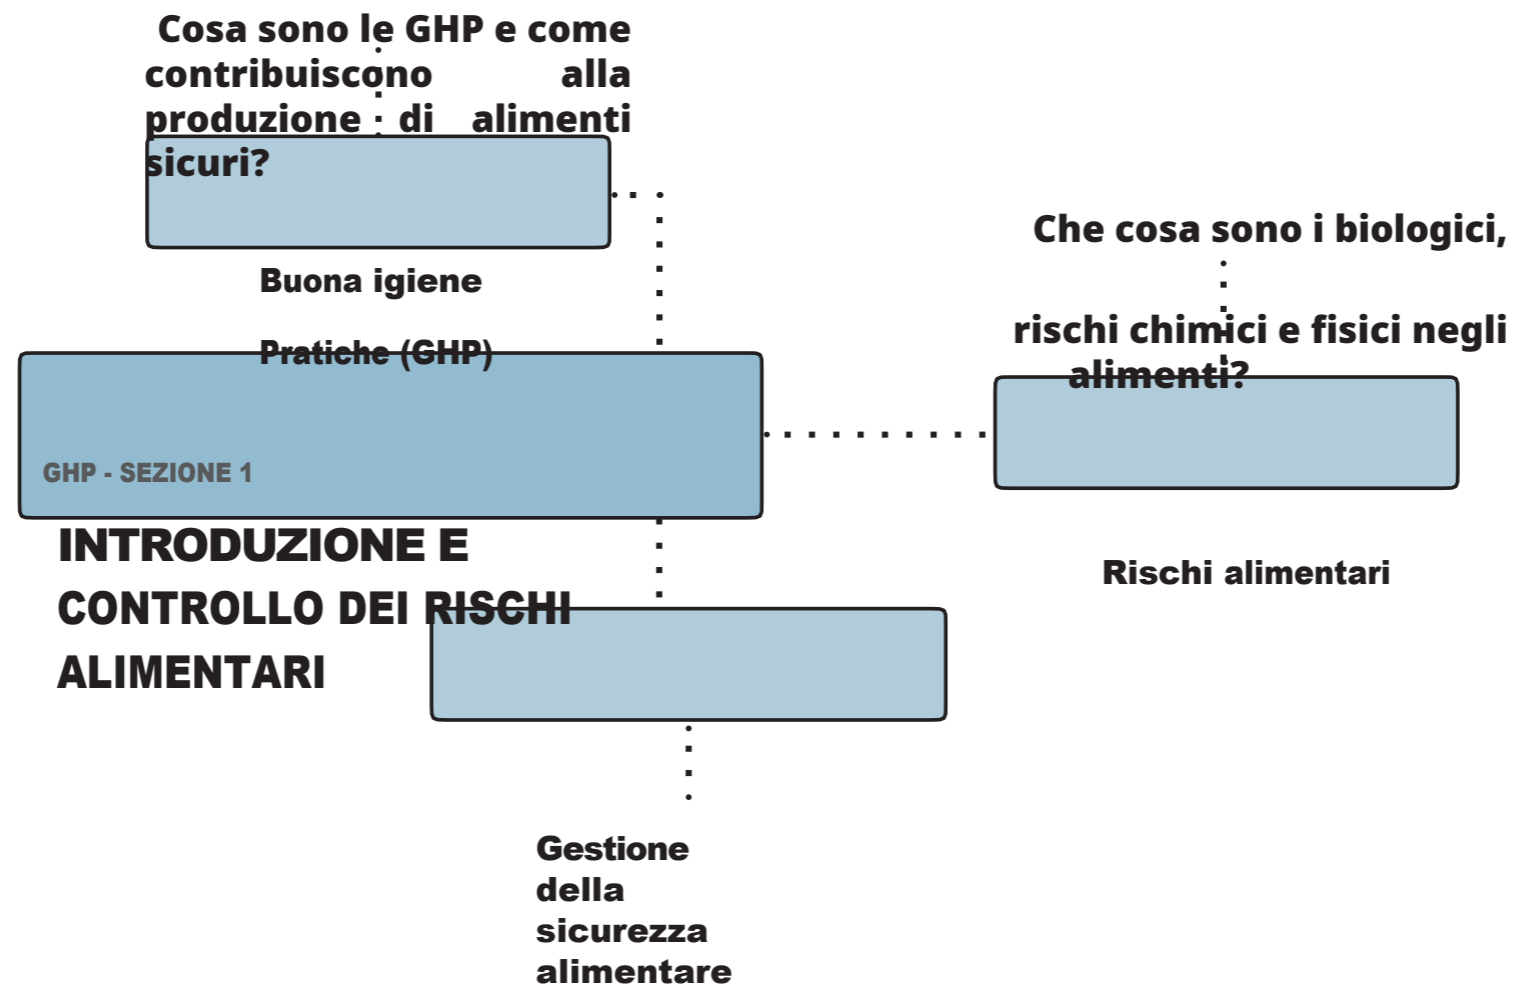 Cosa sono le GHP e come
contribuiscono alla
produzione di alimenti
sicuri?
Buona igiene
Pratiche (GHP)
Che cosa sono i biologici,
rischi chimici e fisici negli
alimenti?
GHP - SEZIONE 1
INTRODUZIONE E
CONTROLLO DEI RISCHI
ALIMENTARI
Rischi alimentari
Gestione
della
sicurezza
alimentare